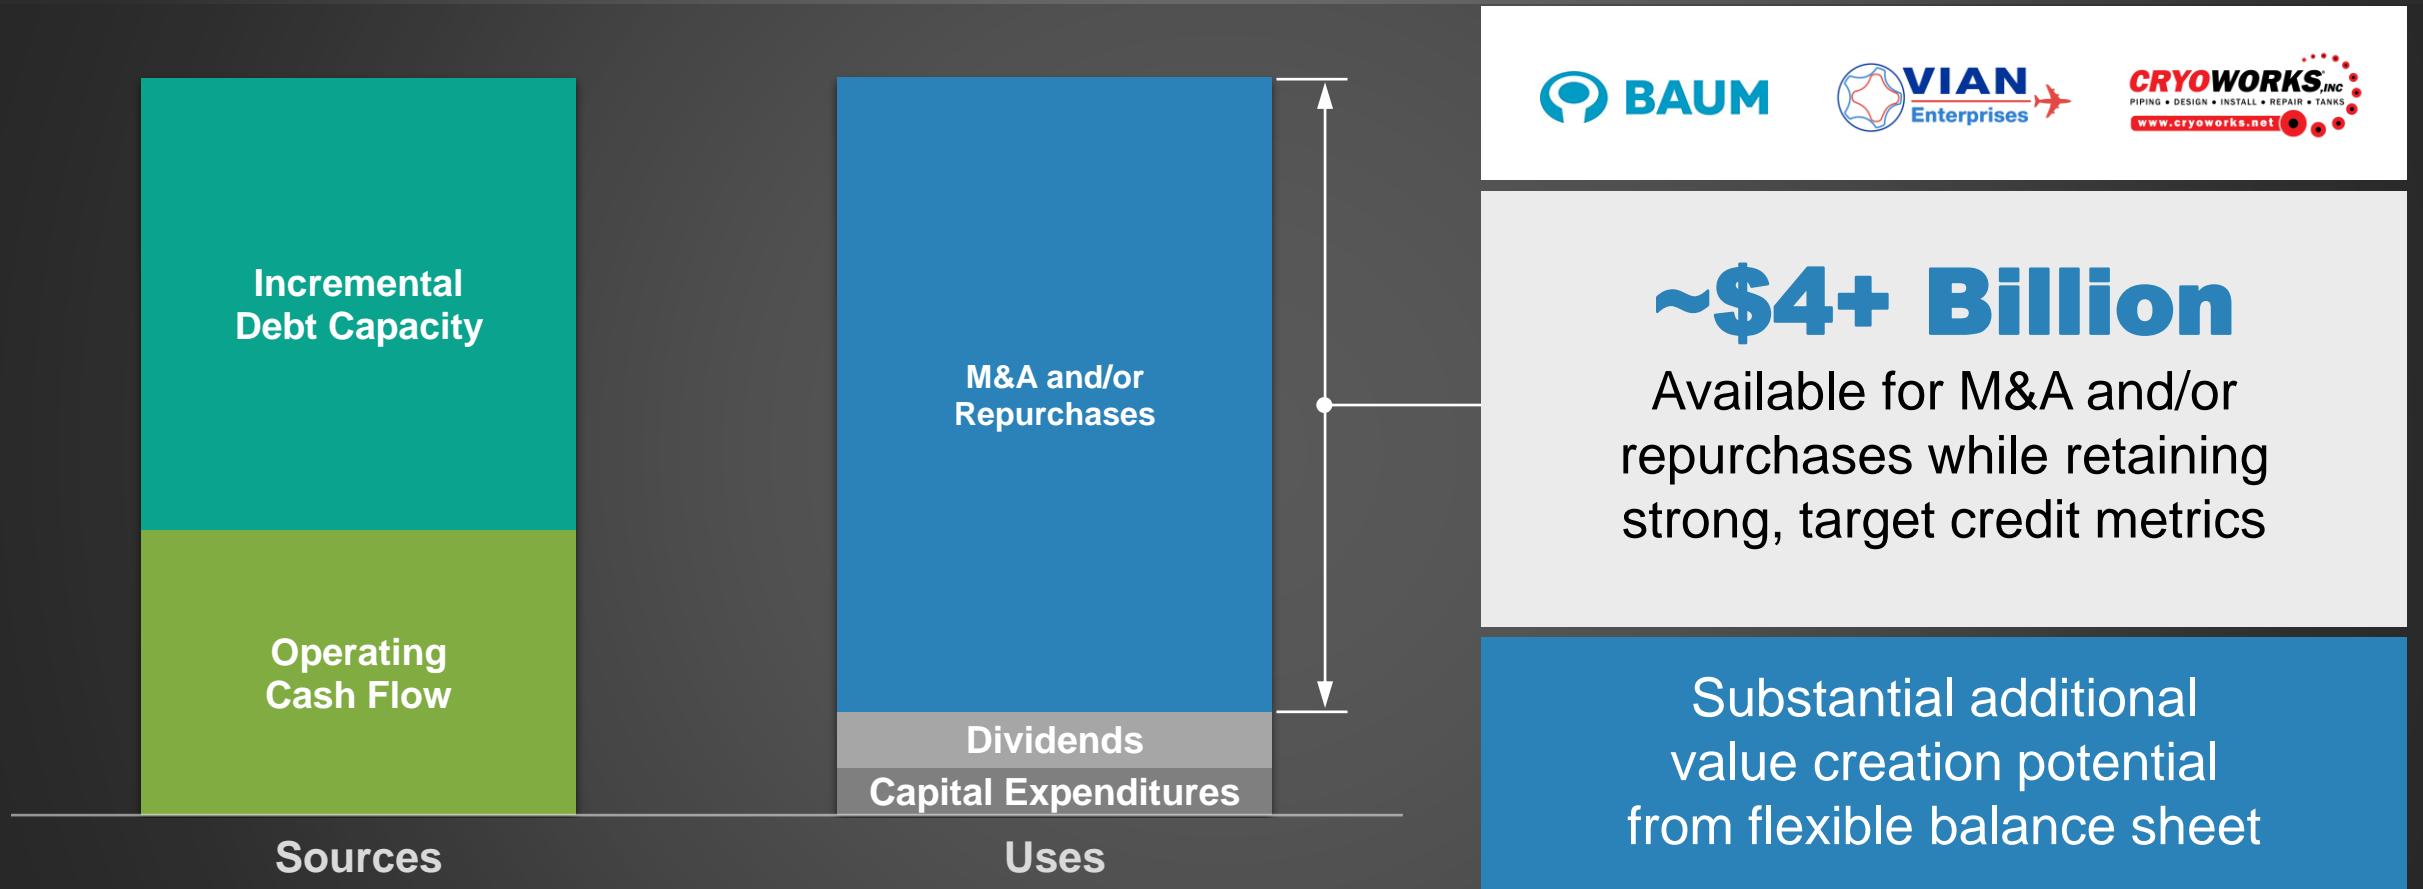 Incremental
Debt Capacity
Operating
Cash Flow
Sources
M&A and/or
Repurchases
Dividends
Capital Expenditures
Uses
BAUM
VIAN
Enterprises
CRYOWORKS,INC
PIPING • DESIGN • INSTALL • REPAIR • TANKS
www.cryoworks.net
~$4+ Billion
Available for M&A and/or
repurchases while retaining
strong, target credit metrics
Substantial additional
value creation potential
from flexible balance sheet